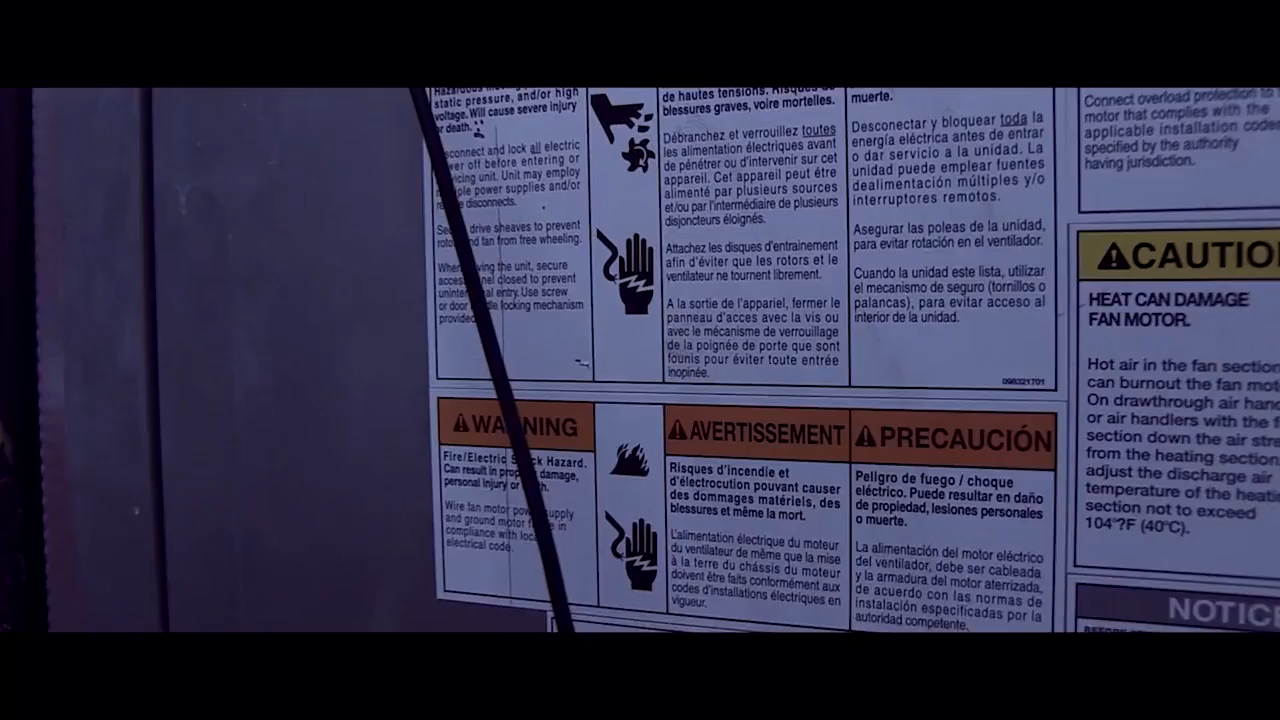 static pressure, and/or high
voltage. Will cause severe injury
or death.
and lock all electric
off before entering or
unit. Unit may employ
power supplies and/or
disconnects.
drive sheaves to prevent
and fan from free wheeling.
the unit, secure
closed to prevent
entry. Use screw
or door locking mechanism
provided
de hautes tensions. Risques de
blessures graves, voire mortelles.
Débranchez et verrouillez toutes
les alimentation électriques avant
de pénétrer ou d'intervenir sur cet
appareil. Cet appareil peut être
alimenté par plusieurs sources
et/ou par l'intermédiaire de plusieurs
disjoncteurs éloignés.
Attachez les disques d'entrainement
afin d'éviter que les rotors et le
ventilateur ne tournent librement.
A la sortie de l'appareil, fermer le
panneau d'acces avec la vis ou
avec le mécanisme de verrouillage
de la poignée de porte que sont
founis pour éviter toute entrée
inopinée.
muerte.
Desconectar y bloquear toda la
energía eléctrica antes de entrar
o dar servicio a la unidad. La
unidad puede emplear fuentes
dealimentación múltiples y/o
interruptores remotos.
Asegurar las poleas de la unidad,
para evitar rotación en el ventilador.
Cuando la unidad este lista, utilizar
el mecanismo de seguro (tornillos o
palancas), para evitar acceso al
interior de la unidad.
098321701
WARNING
Fire/Electric Shock Hazard.
Can result in damage,
personal injury or
Wire fan motor supply
and ground motor in
compliance with
electrical code.
AVERTISSEMENT
Risques d'incendie et
d'électrocution pouvant causer
des dommages matériels, des
blessures et même la mort.
L'alimentation électrique du moteur
du ventilateur de même que la mise
à la terre du châssis du moteur
doivent être faits conformément aux
codes d'installations électriques en
vigueur.
PRECAUCIÓN
Peligro de fuego / choque
eléctrico. Puede resultar en daño
de propiedad, lesiones personales
o muerte.
La alimentación del motor eléctrico
del ventilador, debe ser cableada
y la armadura del motor aterrizada,
de acuerdo con las normas de
instalación especificadas por la
autoridad competente.
Connect overload protection to
motor that complies with the
applicable installation codes
specified by the authority
having jurisdiction.
CAUTIO
HEAT CAN DAMAGE
FAN MOTOR.
Hot air in the fan section
can burnout the fan mot
On drawthrough air hand
or air handlers with the f
section down the air stre
from the heating section
adjust the discharge air
temperature of the heati
section not to exceed
104°?F (40°C).
NOTIC